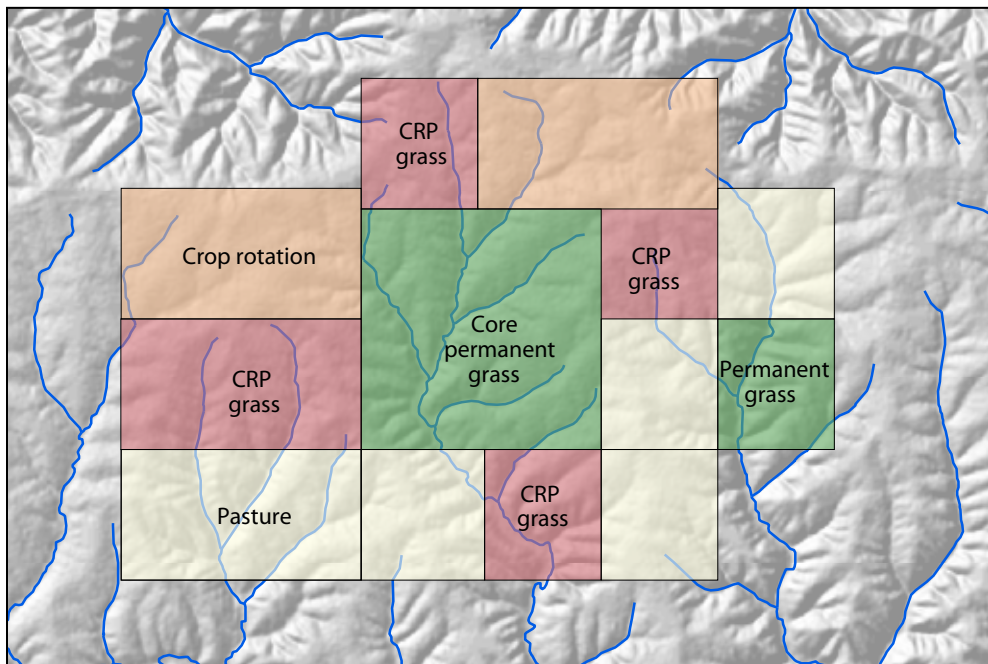 CRP
grass
Crop rotation
CRP
grass
Core
permanent
grass
CRP
grass
Permanent
grass
Pasture
CRP
grass